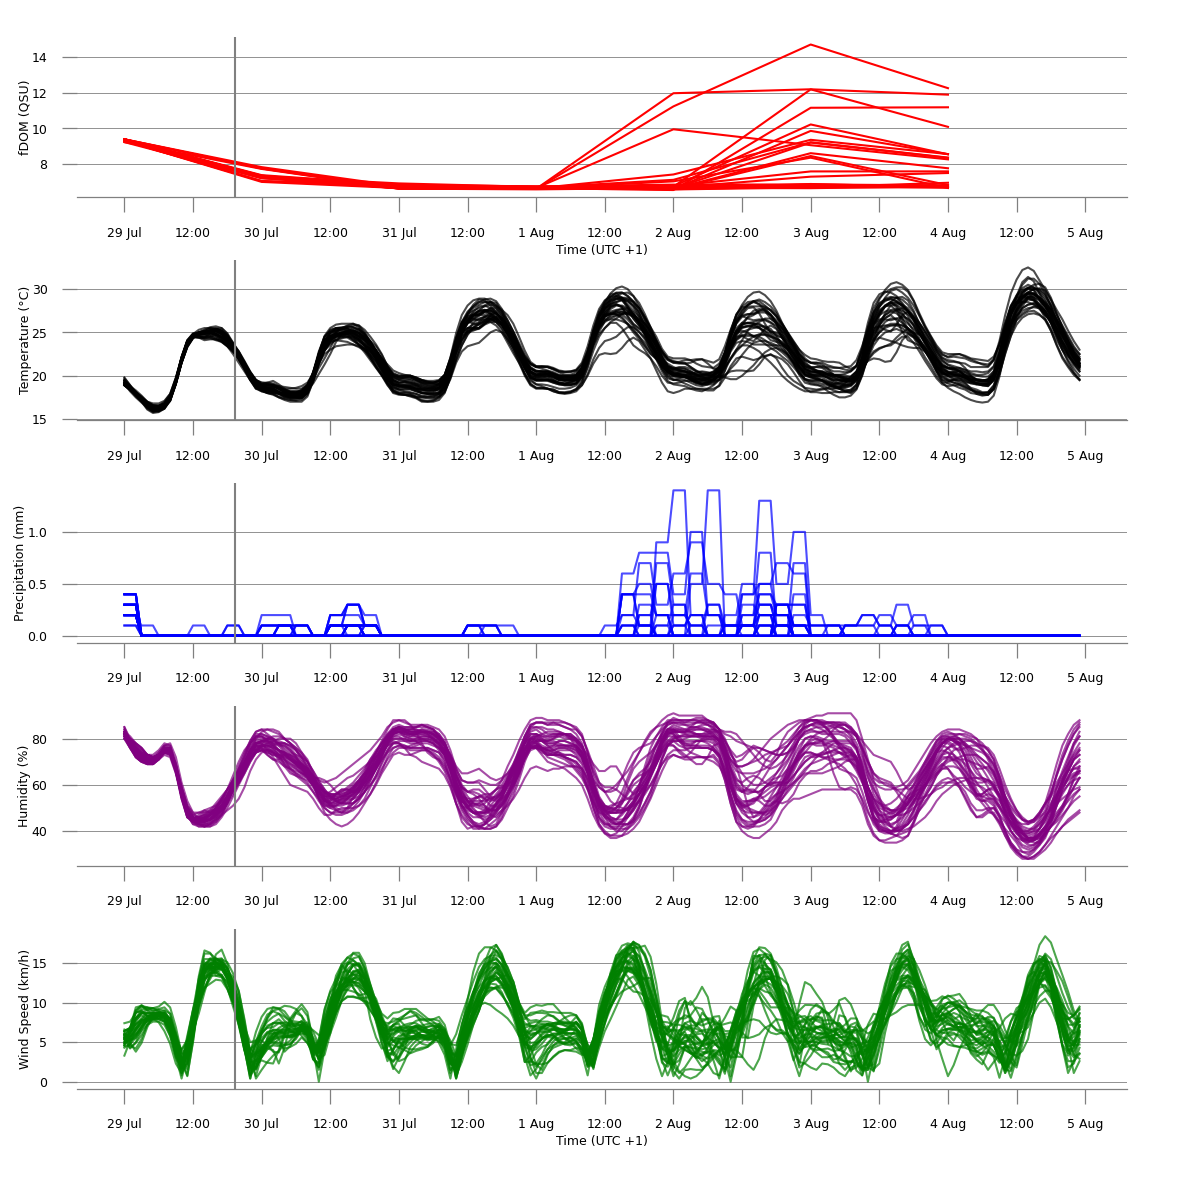 fDOM (QSU)
14
12
10
8
29 Jul 12:00 30 Jul 12:00 31 Jul 12:00 1 Aug 12:00 2 Aug 12:00 3 Aug 12:00 4 Aug 12:00 5 Aug
Time (UTC +1)
Temperature (°C)
30
25
20
15
29 Jul 12:00 30 Jul 12:00 31 Jul 12:00 1 Aug 12:00 2 Aug 12:00 3 Aug 12:00 4 Aug 12:00 5 Aug
Precipitation (mm)
1.0
0.5
0.0
29 Jul 12:00 30 Jul 12:00 31 Jul 12:00 1 Aug 12:00 2 Aug 12:00 3 Aug 12:00 4 Aug 12:00 5 Aug
Humidity (%)
80
60
40
29 Jul 12:00 30 Jul 12:00 31 Jul 12:00 1 Aug 12:00 2 Aug 12:00 3 Aug 12:00 4 Aug 12:00 5 Aug
Wind Speed (km/h)
15
10
5
0
29 Jul 12:00 30 Jul 12:00 31 Jul 12:00 1 Aug 12:00 2 Aug 12:00 3 Aug 12:00 4 Aug 12:00 5 Aug
Time (UTC +1)